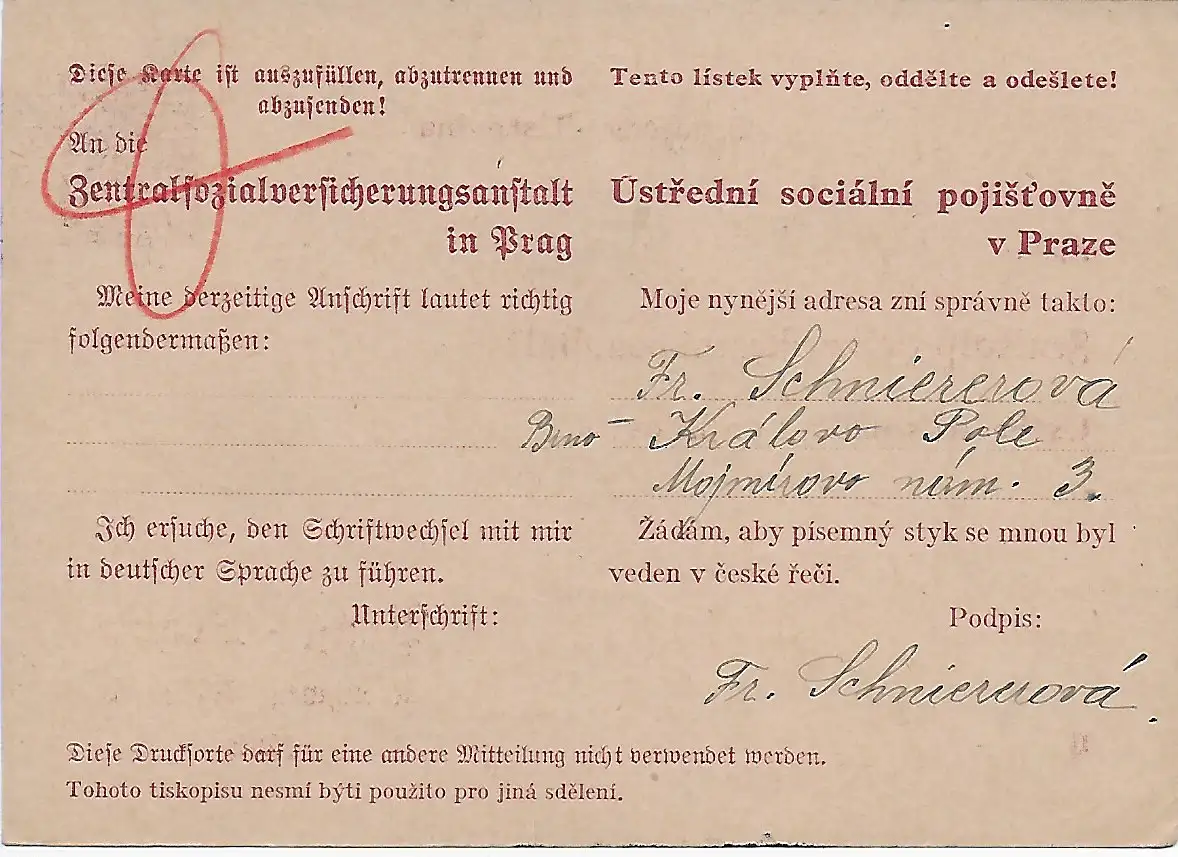 Diese Karte ist auszufüllen, abzutrennen und
abzusenden!
An die
Zentralsozialversicherungsanstalt
in Prag
Meine derzeitige Anschrift lautet richtig
folgendermaßen:
Ich ersuche, den Schriftwechsel mit mir
in deutscher Sprache zu führen.
Unterschrift:
Tento lístek vyplňte, oddělte a odešlete!
Ústřední sociální pojišťovně
v Praze
Moje nynější adresa zní správně takto:
Fr. Schniererová
Brno - Královo Pole
Mojmírovo nám. 3.
Žádám, aby písemný styk se mnou byl
veden v české řeči.
Podpis:
Fr. Schniererová.
Diese Drucksorte darf für eine andere Mitteilung nicht verwendet werden.
Tohoto tiskopisu nesmí býti použito pro jiná sdělení.